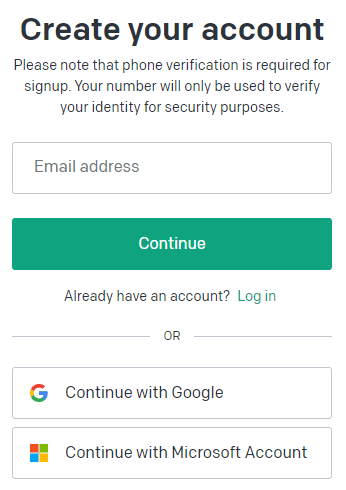 Create your account
Please note that phone verification is required for
signup. Your number will only be used to verify
your identity for security purposes.
Email address
Continue
Already have an account? Log in
OR
Continue with Google
Continue with Microsoft Account